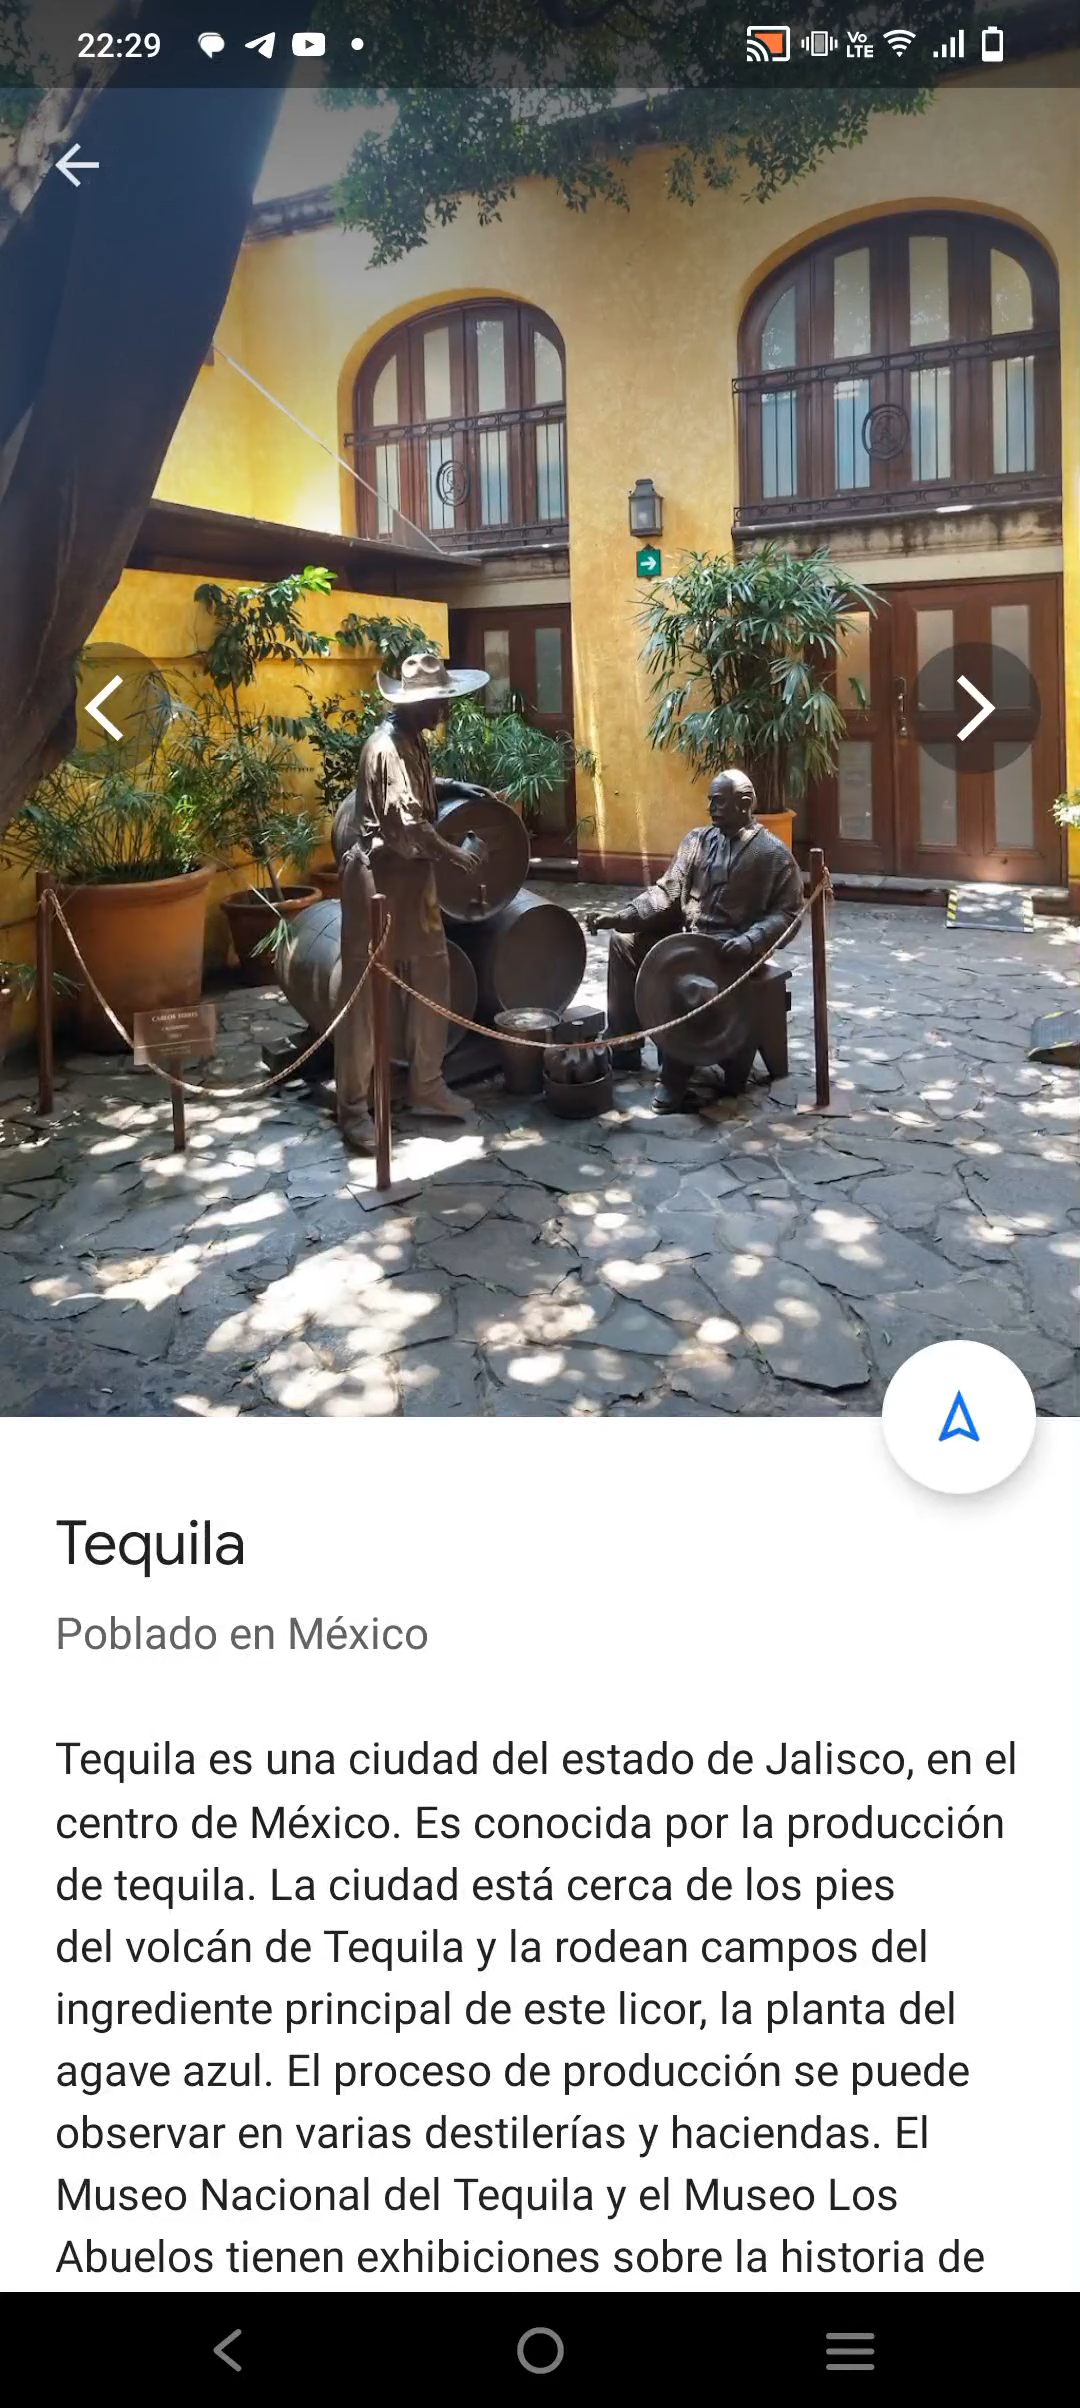 22:29
Vo
LTE
CARLOS TERRES
Tequila
Poblado en México
Tequila es una ciudad del estado de Jalisco, en el
centro de México. Es conocida por la producción
de tequila. La ciudad está cerca de los pies
del volcán de Tequila y la rodean campos del
ingrediente principal de este licor, la planta del
agave azul. El proceso de producción se puede
observar en varias destilerías y haciendas. El
Museo Nacional del Tequila y el Museo Los
Abuelos tienen exhibiciones sobre la historia de